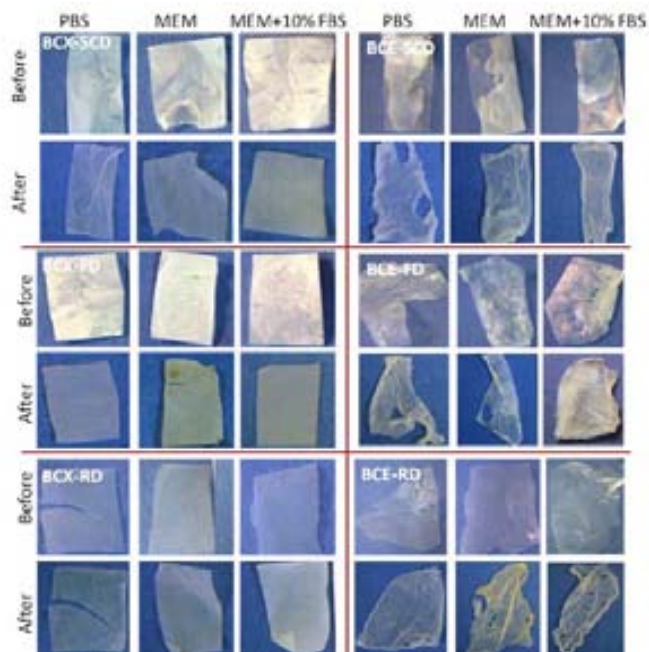 PBS MEM MEM+10% FBS PBS MEM MEM+10% FBS
Before BCX-SCD BCE-SCD
After
Before BCX-FD BCE-FD
After
Before BCX-RD BCE-RD
After